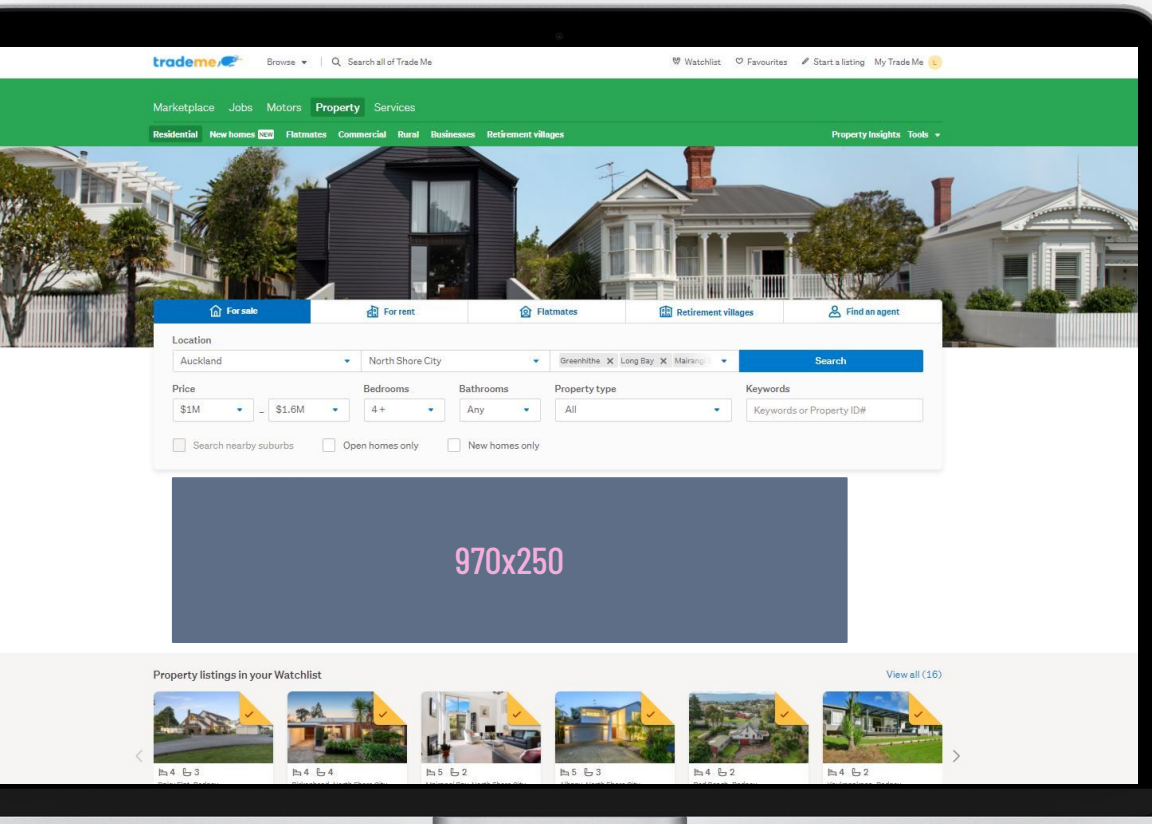 trademe Browse Search all of Trade Me Watchlist Favourites Start a listing My Trade Me L
Marketplace Jobs Motors Property Services
Residential New homes NEW Flatmates Commercial Rural Businesses Retirement villages Property Insights Tools
For sale For rent Flatmates Retirement villages Find an agent
Location
Auckland North Shore City Greenhithe X Long Bay X Mairangi Search
Price Bedrooms Bathrooms Property type Keywords
$1M – $1.6M 4+ Any All Keywords or Property ID#
Search nearby suburbs Open homes only New homes only
970x250
Property listings in your Watchlist View all (16)
4 3 4 4 5 2 5 3 4 2 4 2